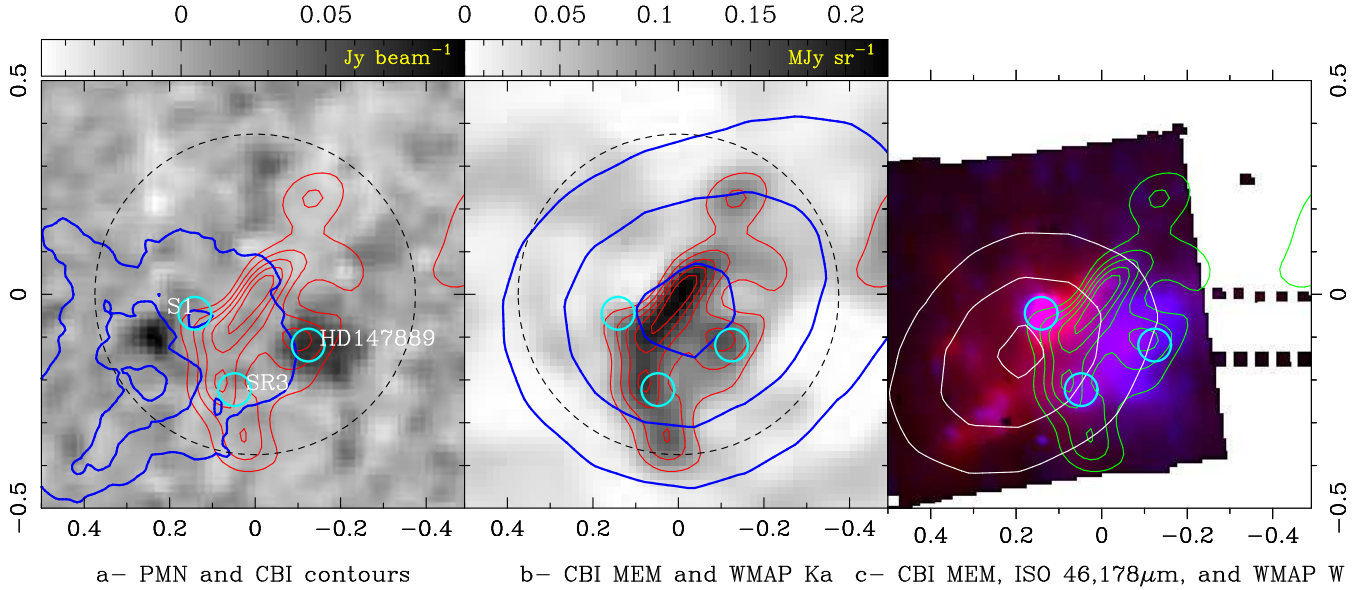 0 0.05 0 0.05 0.1 0.15 0.2
Jy beam⁻¹ MJy sr⁻¹
0.5 0.5
S1
HD147889
SR3
0 0
−0.5 −0.5
0.4 0.2 0 −0.2 −0.4 0.4 0.2 0 −0.2 −0.4 0.4 0.2 0 −0.2 −0.4
a− PMN and CBI contours b− CBI MEM and WMAP Ka c− CBI MEM, ISO 46,178μm, and WMAP W